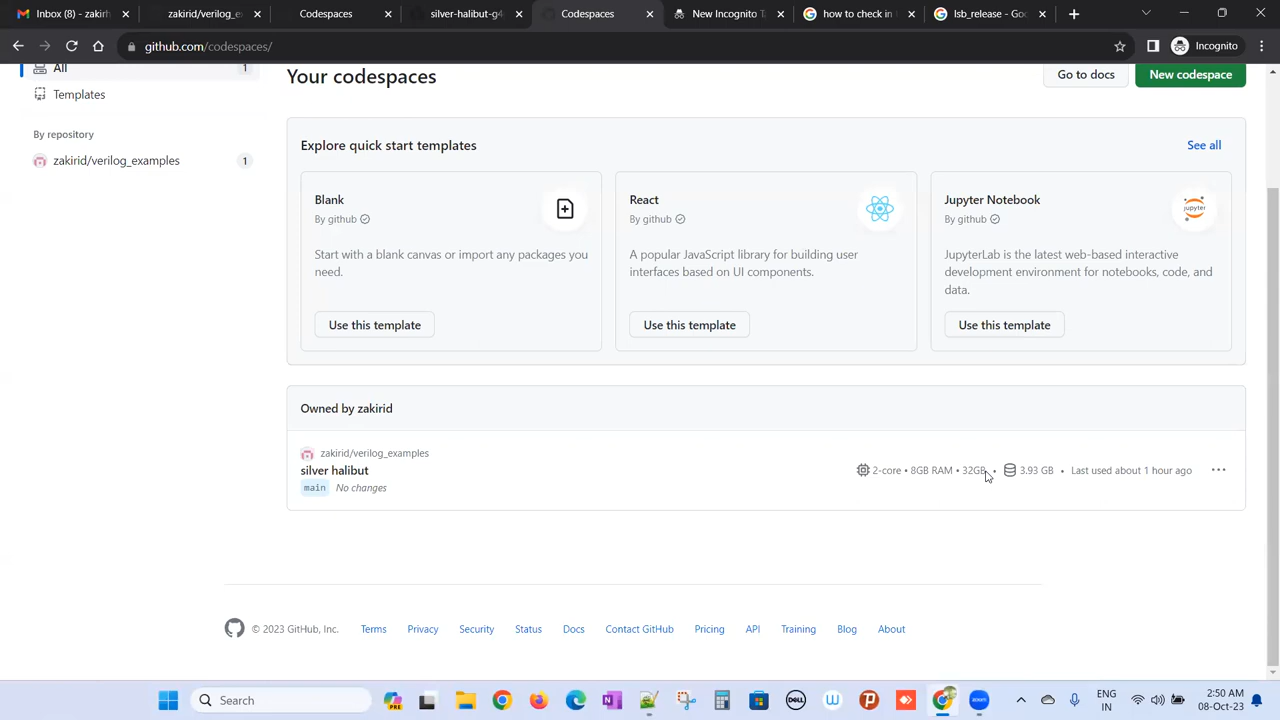 Inbox (8) - zakirh
zakirid/verilog_ex
Codespaces
silver-halibut-g4
Codespaces
New Incognito T
how to check in
lsb_release - Goo
github.com/codespaces/
Incognito
All
1
Templates
By repository
zakirid/verilog_examples
1
Your codespaces
Go to docs
New codespace
Explore quick start templates
See all
Blank
By github
Start with a blank canvas or import any packages you
need.
Use this template
React
By github
A popular JavaScript library for building user
interfaces based on UI components.
Use this template
Jupyter Notebook
By github
jupyter
JupyterLab is the latest web-based interactive
development environment for notebooks, code, and
data.
Use this template
Owned by zakirid
zakirid/verilog_examples
silver halibut
main No changes
2-core • 8GB RAM • 32GB • 3.93 GB • Last used about 1 hour ago
© 2023 GitHub, Inc. Terms Privacy Security Status Docs Contact GitHub Pricing API Training Blog About
Search
PRE
DELL
ENG
IN
2:50 AM
08-Oct-23